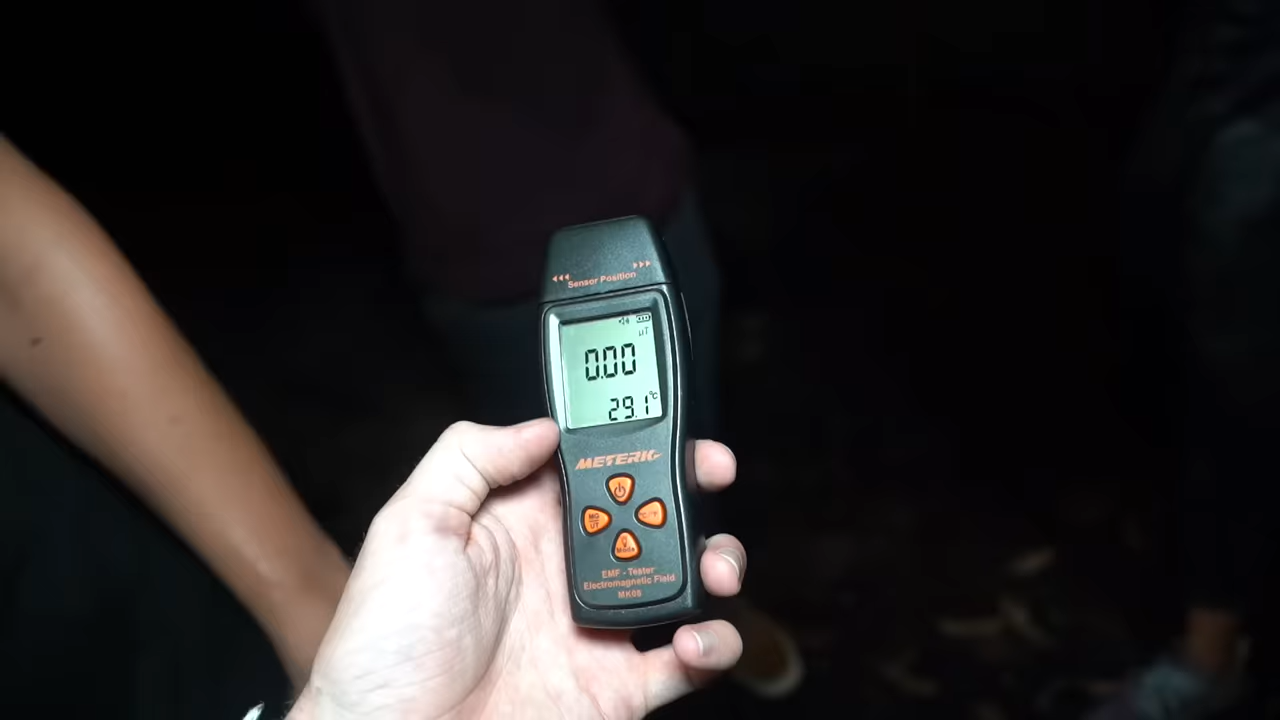 Sensor Position
µT
0.00
29.1 °C
METERK
MG
UT
°C/°F
Mode
EMF - Tester
Electromagnetic Field
MK08